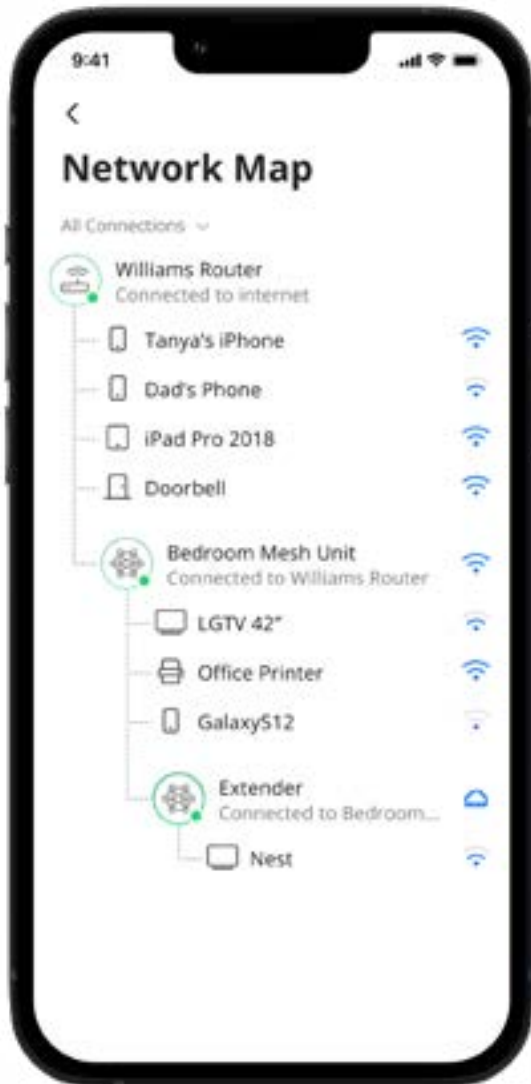 9:41
Network Map
All Connections
Williams Router
Connected to internet
Tanya's iPhone
Dad's Phone
iPad Pro 2018
Doorbell
Bedroom Mesh Unit
Connected to Williams Router
LGTV 42"
Office Printer
GalaxyS12
Extender
Connected to Bedroom...
Nest